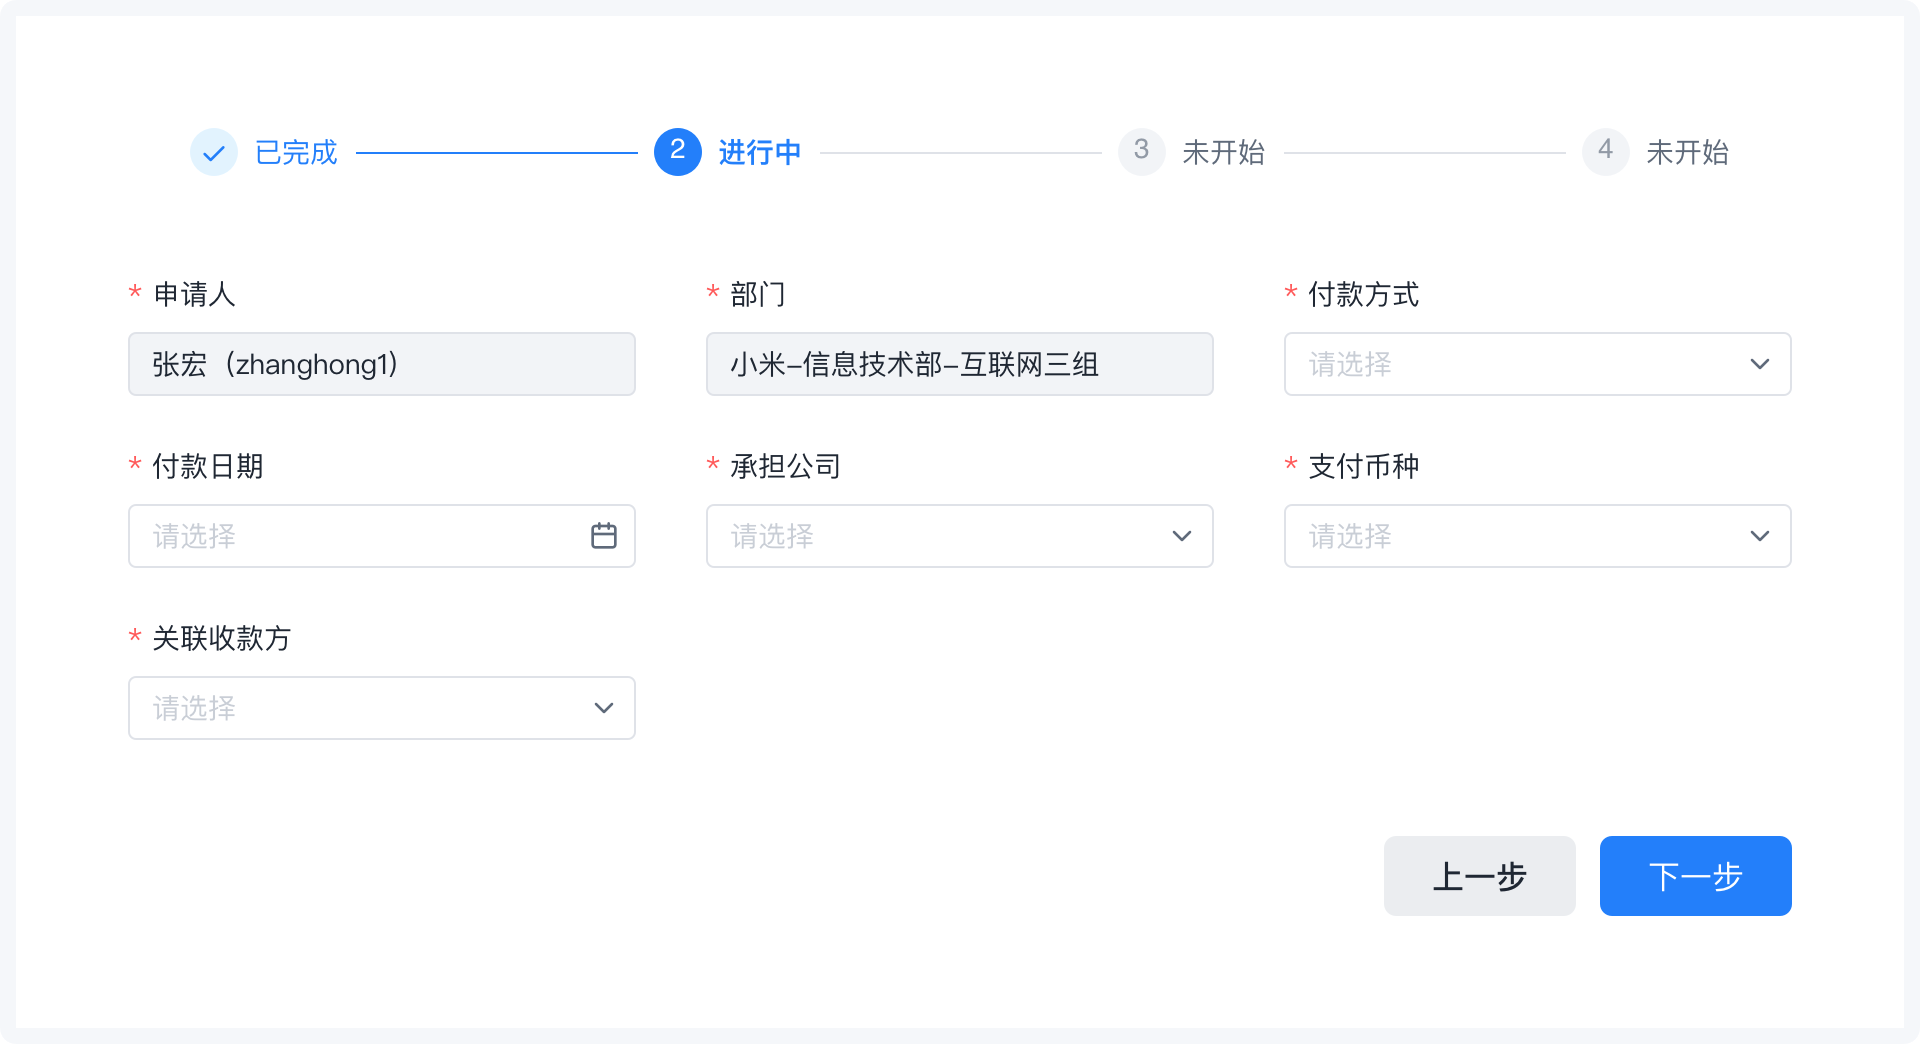 已完成 2 进行中 3 未开始 4 未开始
* 申请人 * 部门 * 付款方式
张宏（zhanghong1） 小米–信息技术部–互联网三组 请选择
* 付款日期 * 承担公司 * 支付币种
请选择 请选择 请选择
* 关联收款方
请选择
上一步 下一步